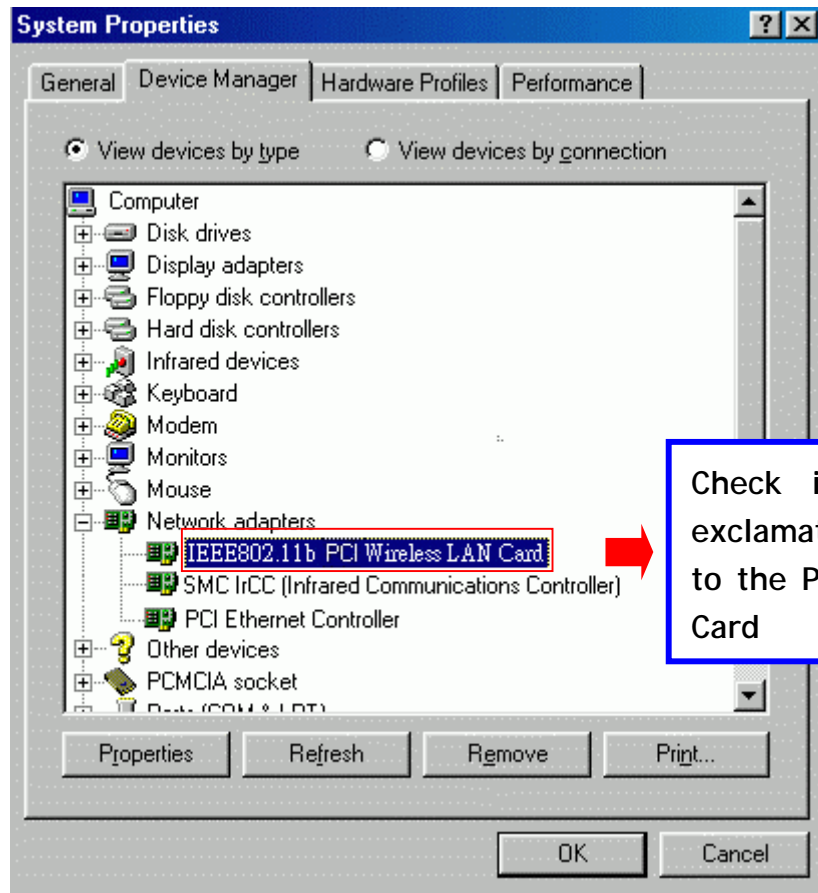 System Properties
General Device Manager Hardware Profiles Performance
View devices by type View devices by connection
Computer
Disk drives
Display adapters
Floppy disk controllers
Hard disk controllers
Infrared devices
Keyboard
Modem
Monitors
Mouse
Network adapters
IEEE802.11b PCI Wireless LAN Card
SMC IrCC (Infrared Communications Controller)
PCI Ethernet Controller
Other devices
PCMCIA socket
Check
to the
Card
Properties Refresh Remove Print...
OK Cancel